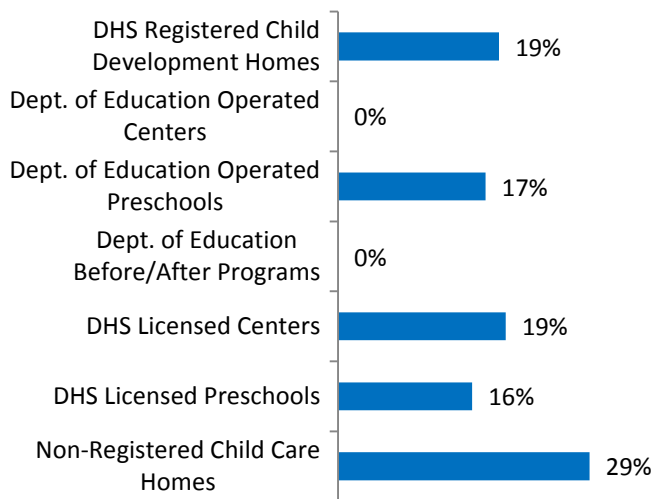 DHS Registered Child
Development Homes
19%
Dept. of Education Operated
Centers
0%
Dept. of Education Operated
Preschools
17%
Dept. of Education
Before/After Programs
0%
DHS Licensed Centers
19%
DHS Licensed Preschools
16%
Non-Registered Child Care
Homes
29%